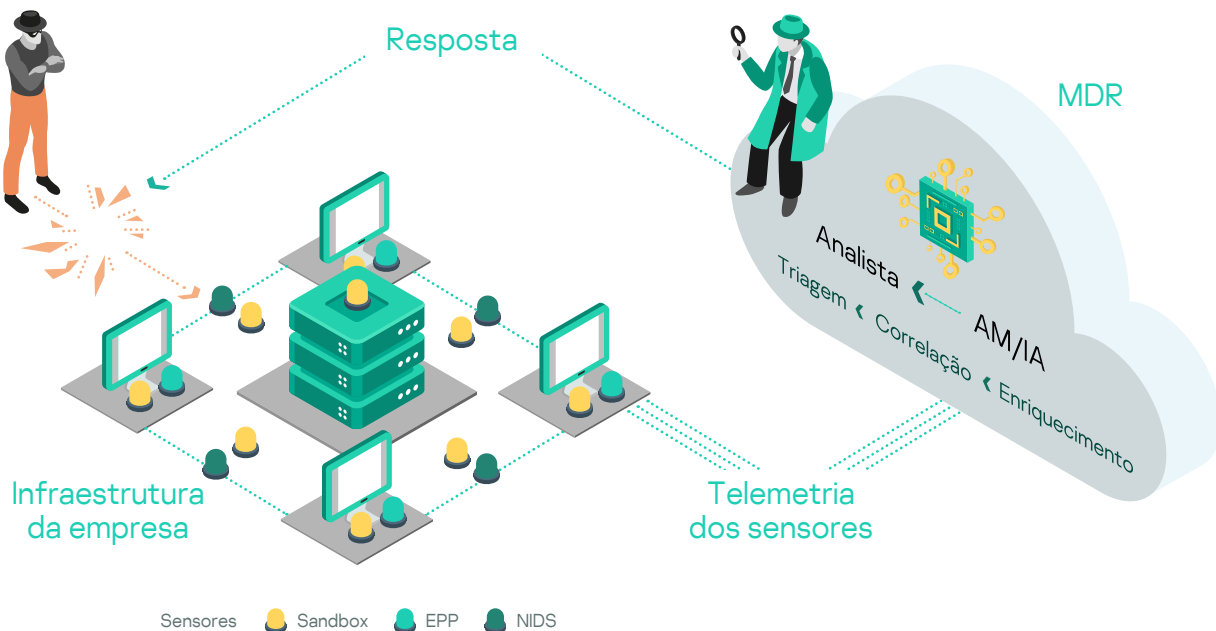 Resposta
MDR
Analista
AM/IA
Triagem
Correlação
Enriquecimento
Infraestrutura
da empresa
Telemetria
dos sensores
Sensores
Sandbox
EPP
NIDS